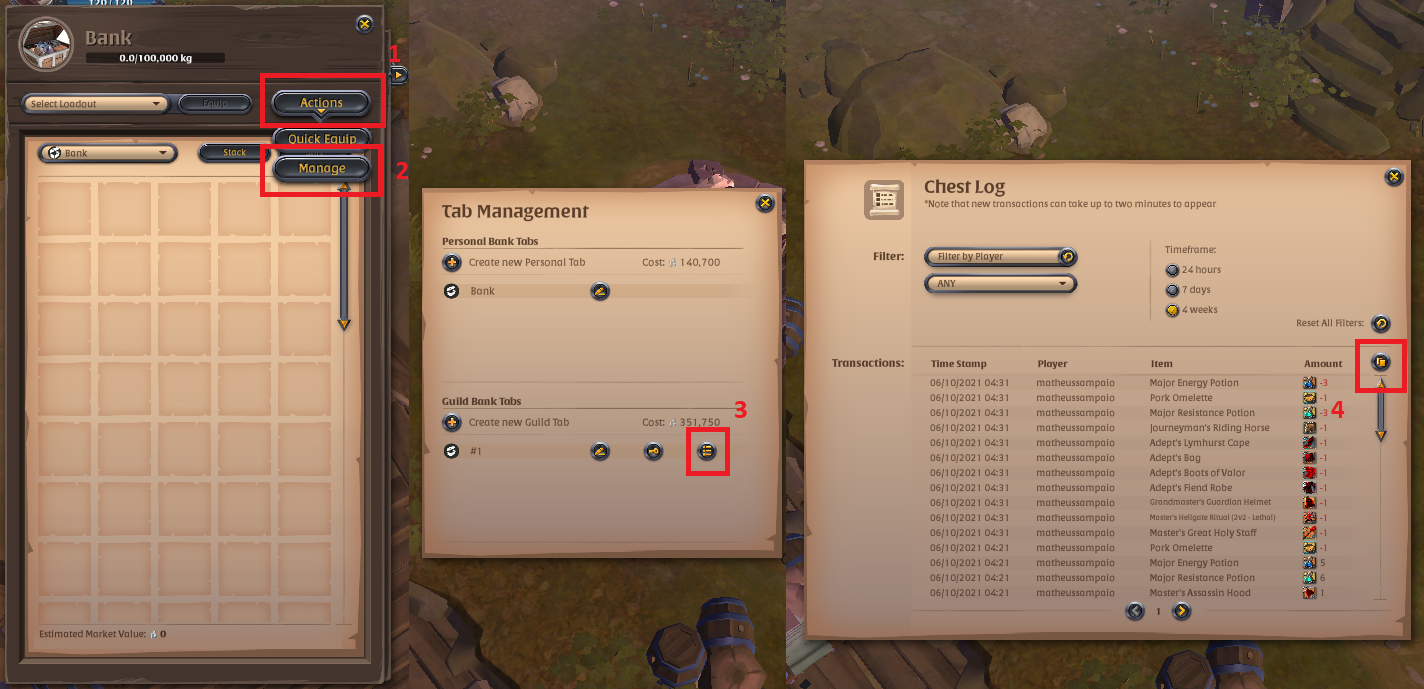 120/120
Bank
0.0/100,000 kg
1
Select Loadout
Equip
Actions
Quick Equip
Bank
Stack
Manage
2
Estimated Market Value: 0
Tab Management
Personal Bank Tabs
Create new Personal Tab Cost: 140,700
Bank
Guild Bank Tabs
3
Create new Guild Tab Cost: 351,750
#1
Chest Log
*Note that new transactions can take up to two minutes to appear
Filter:
Filter by Player
ANY
Timeframe:
24 hours
7 days
4 weeks
Reset All Filters:
Transactions:
Time Stamp Player Item Amount
06/10/2021 04:31 matheussampaio Major Energy Potion -3
06/10/2021 04:31 matheussampaio Pork Omelette -1
06/10/2021 04:31 matheussampaio Major Resistance Potion -3
4
06/10/2021 04:31 matheussampaio Journeyman's Riding Horse -1
06/10/2021 04:31 matheussampaio Adept's Lymhurst Cape -1
06/10/2021 04:31 matheussampaio Adept's Bag -1
06/10/2021 04:31 matheussampaio Adept's Boots of Valor -1
06/10/2021 04:31 matheussampaio Adept's Fiend Robe -1
06/10/2021 04:31 matheussampaio Grandmaster's Guardian Helmet -1
06/10/2021 04:31 matheussampaio Master's Hellgate Ritual (2v2 - Lethal) -1
06/10/2021 04:31 matheussampaio Master's Great Holy Staff -1
06/10/2021 04:21 matheussampaio Pork Omelette -1
06/10/2021 04:21 matheussampaio Major Energy Potion 5
06/10/2021 04:21 matheussampaio Major Resistance Potion 6
06/10/2021 04:21 matheussampaio Master's Assassin Hood 1
1